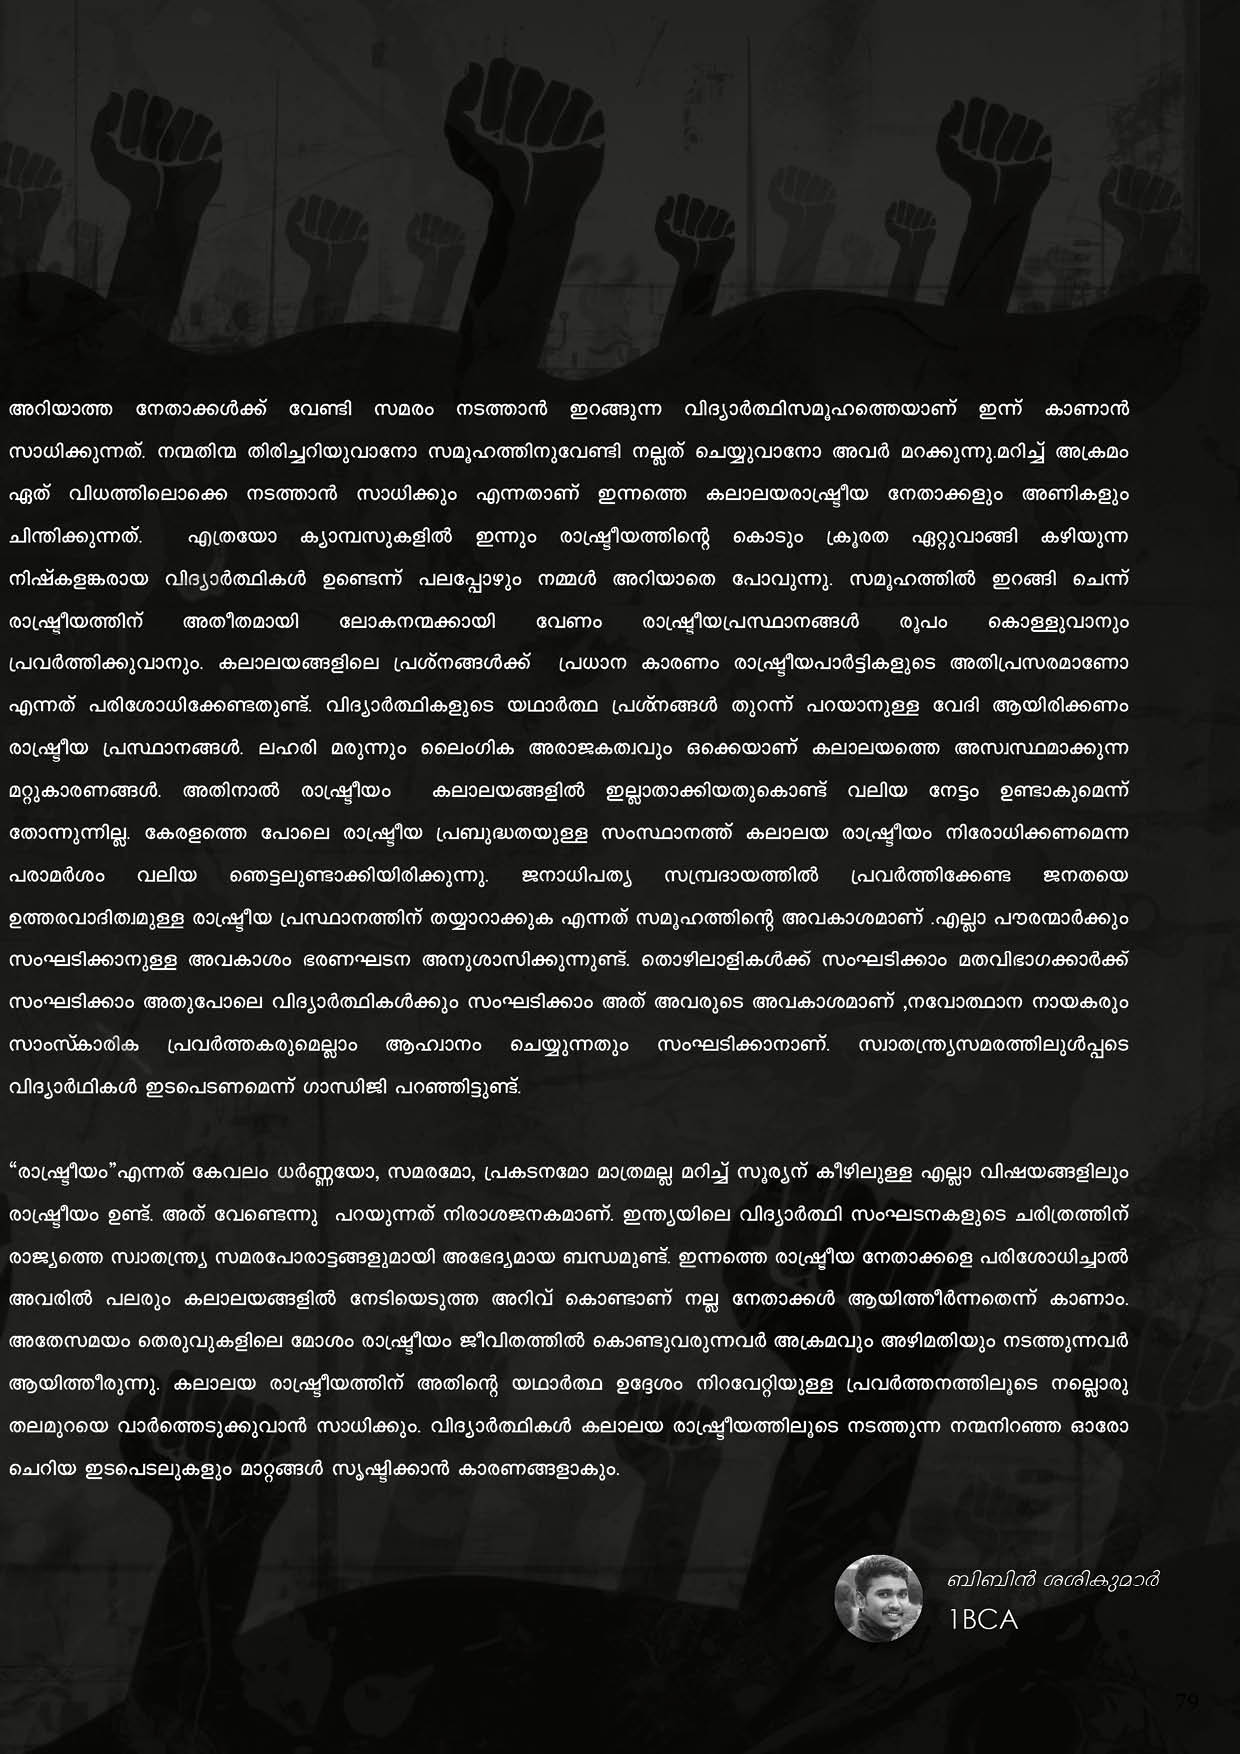 അറിയാത്ത നേതാക്കൾക്ക് വേണ്ടി സമരം നടത്താൻ ഇറങ്ങുന്ന വിദ്യാർത്ഥിസമൂഹത്തെയാണ് ഇന്ന് കാണാൻ
സാധിക്കുന്നത്. നന്മതിന്മ തിരിച്ചറിയുവാനോ സമൂഹത്തിനുവേണ്ടി നല്ലത് ചെയ്യുവാനോ അവർ മറക്കുന്നു.മറിച്ച് അക്രമം
ഏത് വിധത്തിലൊക്കെ നടത്താൻ സാധിക്കും എന്നതാണ് ഇന്നത്തെ കലാലയരാഷ്ട്രീയ നേതാക്കളും അണികളും
ചിന്തിക്കുന്നത്. എത്രയോ ക്യാമ്പസുകളിൽ ഇന്നും രാഷ്ട്രീയത്തിന്റെ കൊടും ക്രൂരത ഏറ്റുവാങ്ങി കഴിയുന്ന
നിഷ്കളങ്കരായ വിദ്യാർത്ഥികൾ ഉണ്ടെന്ന് പലപ്പോഴും നമ്മൾ അറിയാതെ പോവുന്നു. സമൂഹത്തിൽ ഇറങ്ങി ചെന്ന്
രാഷ്ട്രീയത്തിന് അതീതമായി ലോകനന്മക്കായി വേണം രാഷ്ട്രീയപ്രസ്ഥാനങ്ങൾ രൂപം കൊള്ളുവാനും
പ്രവർത്തിക്കുവാനും. കലാലയങ്ങളിലെ പ്രശ്നങ്ങൾക്ക് പ്രധാന കാരണം രാഷ്ട്രീയപാർട്ടികളുടെ അതിപ്രസരമാണോ
എന്നത് പരിശോധിക്കേണ്ടതുണ്ട്. വിദ്യാർത്ഥികളുടെ യഥാർത്ഥ പ്രശ്നങ്ങൾ തുറന്ന് പറയാനുള്ള വേദി ആയിരിക്കണം
രാഷ്ട്രീയ പ്രസ്ഥാനങ്ങൾ. ലഹരി മരുന്നും ലൈംഗിക അരാജകത്വവും ഒക്കെയാണ് കലാലയത്തെ അസ്വസ്ഥമാക്കുന്ന
മറ്റുകാരണങ്ങൾ. അതിനാൽ രാഷ്ട്രീയം കലാലയങ്ങളിൽ ഇല്ലാതാക്കിയതുകൊണ്ട് വലിയ നേട്ടം ഉണ്ടാകുമെന്ന്
തോന്നുന്നില്ല. കേരളത്തെ പോലെ രാഷ്ട്രീയ പ്രബുദ്ധതയുള്ള സംസ്ഥാനത്ത് കലാലയ രാഷ്ട്രീയം നിരോധിക്കണമെന്ന
പരാമർശം വലിയ ഞെട്ടലുണ്ടാക്കിയിരിക്കുന്നു. ജനാധിപത്യ സമ്പ്രദായത്തിൽ പ്രവർത്തിക്കേണ്ട ജനതയെ
ഉത്തരവാദിത്വമുള്ള രാഷ്ട്രീയ പ്രസ്ഥാനത്തിന് തയ്യാറാക്കുക എന്നത് സമൂഹത്തിന്റെ അവകാശമാണ് .എല്ലാ പൗരന്മാർക്കും
സംഘടിക്കാനുള്ള അവകാശം ഭരണഘടന അനുശാസിക്കുന്നുണ്ട്. തൊഴിലാളികൾക്ക് സംഘടിക്കാം മതവിഭാഗക്കാർക്ക്
സംഘടിക്കാം അതുപോലെ വിദ്യാർത്ഥികൾക്കും സംഘടിക്കാം അത് അവരുടെ അവകാശമാണ് ,നവോത്ഥാന നായകരും
സാംസ്കാരിക പ്രവർത്തകരുമെല്ലാം ആഹ്വാനം ചെയ്യുന്നതും സംഘടിക്കാനാണ്. സ്വാതന്ത്ര്യസമരത്തിലുൾപ്പടെ
വിദ്യാർഥികൾ ഇടപെടണമെന്ന് ഗാന്ധിജി പറഞ്ഞിട്ടുണ്ട്.
“രാഷ്ട്രീയം”എന്നത് കേവലം ധർണ്ണയോ, സമരമോ, പ്രകടനമോ മാത്രമല്ല മറിച്ച് സൂര്യന് കീഴിലുള്ള എല്ലാ വിഷയങ്ങളിലും
രാഷ്ട്രീയം ഉണ്ട്. അത് വേണ്ടെന്നു പറയുന്നത് നിരാശജനകമാണ്. ഇന്ത്യയിലെ വിദ്യാർത്ഥി സംഘടനകളുടെ ചരിത്രത്തിന്
രാജ്യത്തെ സ്വാതന്ത്ര്യ സമരപോരാട്ടങ്ങളുമായി അഭേദ്യമായ ബന്ധമുണ്ട്. ഇന്നത്തെ രാഷ്ട്രീയ നേതാക്കളെ പരിശോധിച്ചാൽ
അവരിൽ പലരും കലാലയങ്ങളിൽ നേടിയെടുത്ത അറിവ് കൊണ്ടാണ് നല്ല നേതാക്കൾ ആയിത്തീർന്നതെന്ന് കാണാം.
അതേസമയം തെരുവുകളിലെ മോശം രാഷ്ട്രീയം ജീവിതത്തിൽ കൊണ്ടുവരുന്നവർ അക്രമവും അഴിമതിയും നടത്തുന്നവർ
ആയിത്തീരുന്നു. കലാലയ രാഷ്ട്രീയത്തിന് അതിന്റെ യഥാർത്ഥ ഉദ്ദേശം നിറവേറ്റിയുള്ള പ്രവർത്തനത്തിലൂടെ നല്ലൊരു
തലമുറയെ വാർത്തെടുക്കുവാൻ സാധിക്കും. വിദ്യാർത്ഥികൾ കലാലയ രാഷ്ട്രീയത്തിലൂടെ നടത്തുന്ന നന്മനിറഞ്ഞ ഓരോ
ചെറിയ ഇടപെടലുകളും മാറ്റങ്ങൾ സൃഷ്ടിക്കാൻ കാരണങ്ങളാകും.
ബിബിൻ ശശികുമാർ
1BCA
79